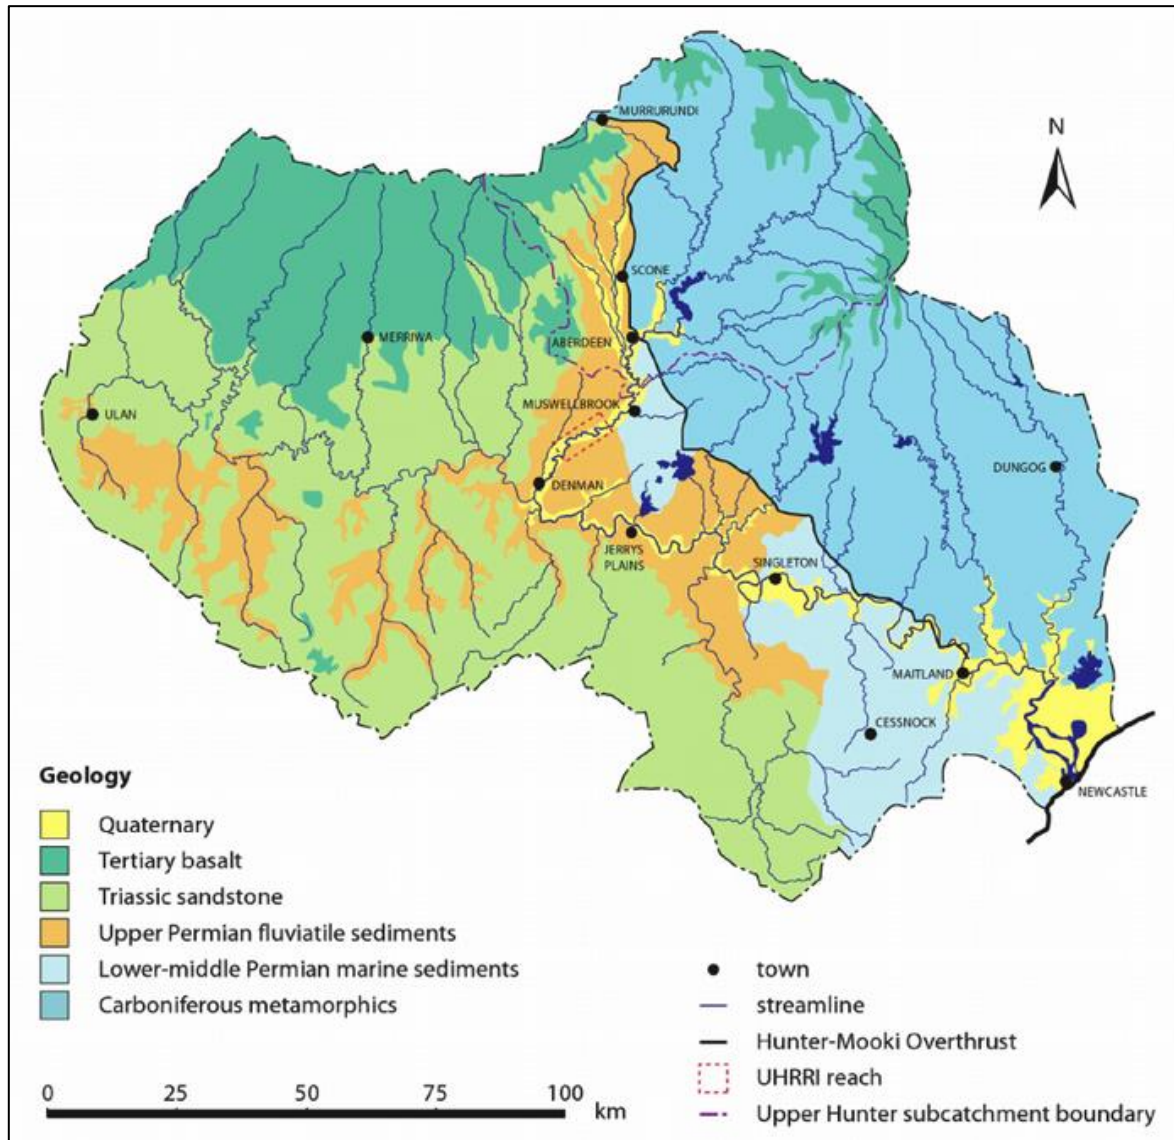 MURRURUNDI
N
SCONE
MERRIWA
ABERDEEN
MUSWELLBROOK
ULAN
DUNGOG
DENMAN
JERRYS
PLAINS
SINGLETON
MAITLAND
CESSNOCK
NEWCASTLE
Geology
Quaternary
Tertiary basalt
Triassic sandstone
Upper Permian fluviatile sediments
Lower-middle Permian marine sediments
Carboniferous metamorphics
town
streamline
Hunter-Mooki Overthrust
UHRRI reach
Upper Hunter subcatchment boundary
0 25 50 75 100 km